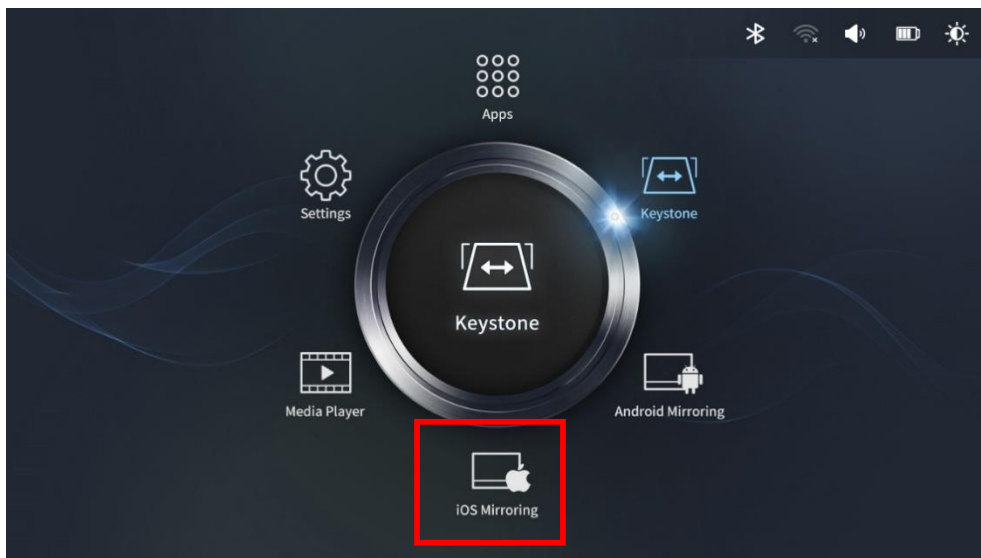 Apps
Settings
Keystone
Keystone
Media Player
Android Mirroring
iOS Mirroring